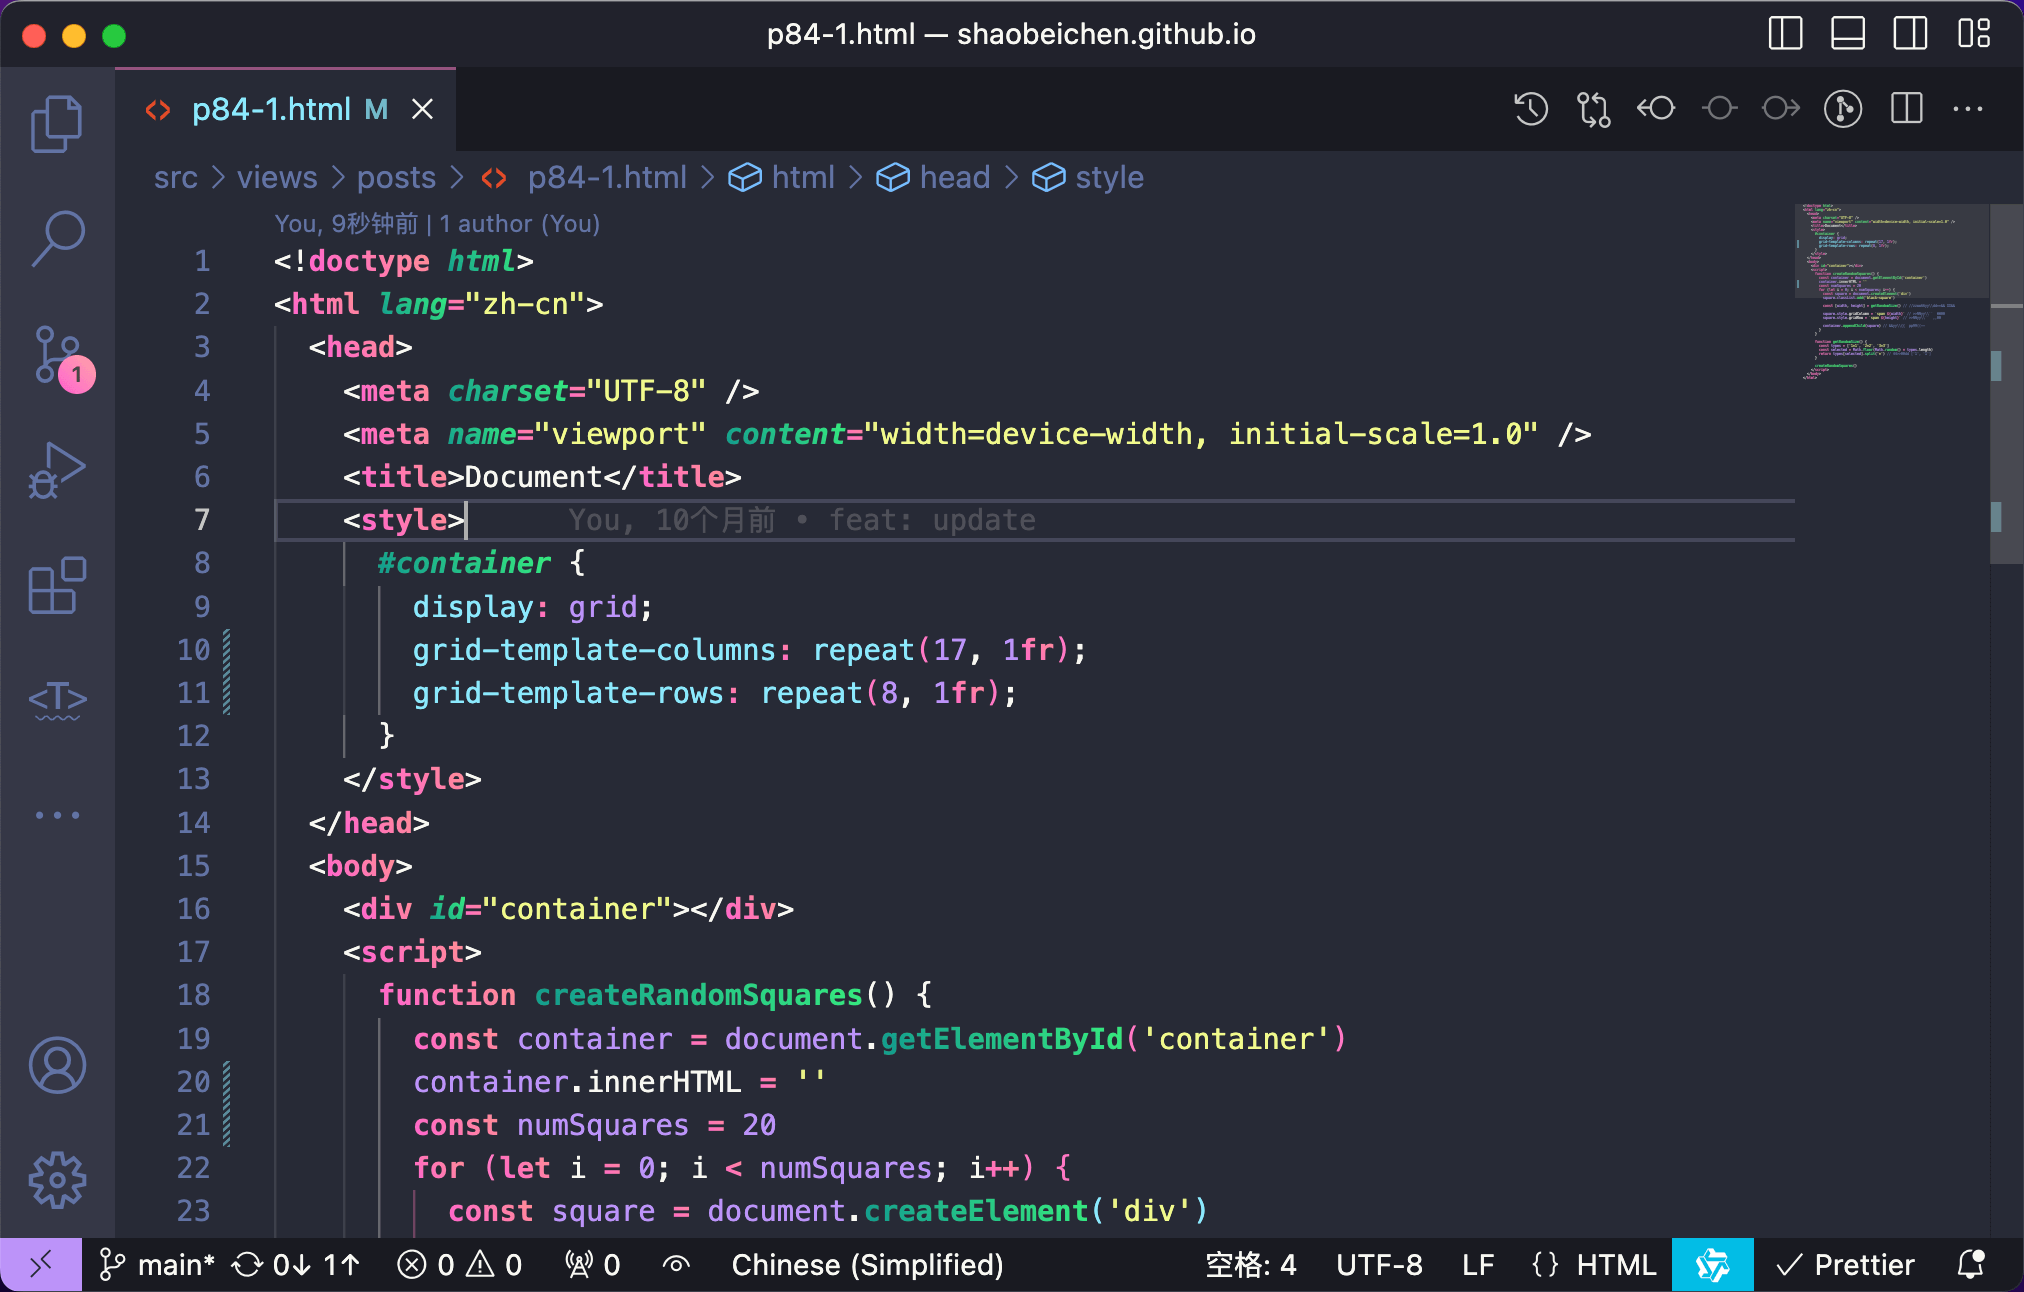 p84-1.html — shaobeichen.github.io
p84-1.html M
src > views > posts > p84-1.html > html > head > style
You, 9秒钟前 | 1 author (You)
1 <!doctype html>
2 <html lang="zh-cn">
3 <head>
4 <meta charset="UTF-8" />
5 <meta name="viewport" content="width=device-width, initial-scale=1.0" />
6 <title>Document</title>
7 <style> You, 10个月前 • feat: update
8 #container {
9 display: grid;
10 grid-template-columns: repeat(17, 1fr);
11 grid-template-rows: repeat(8, 1fr);
12 }
13 </style>
14 </head>
15 <body>
16 <div id="container"></div>
17 <script>
18 function createRandomSquares() {
19 const container = document.getElementById('container')
20 container.innerHTML = ''
21 const numSquares = 20
22 for (let i = 0; i < numSquares; i++) {
23 const square = document.createElement('div')
1
<T>
main* 0↓ 1↑ 0 0 0 Chinese (Simplified) 空格: 4 UTF-8 LF {} HTML Prettier